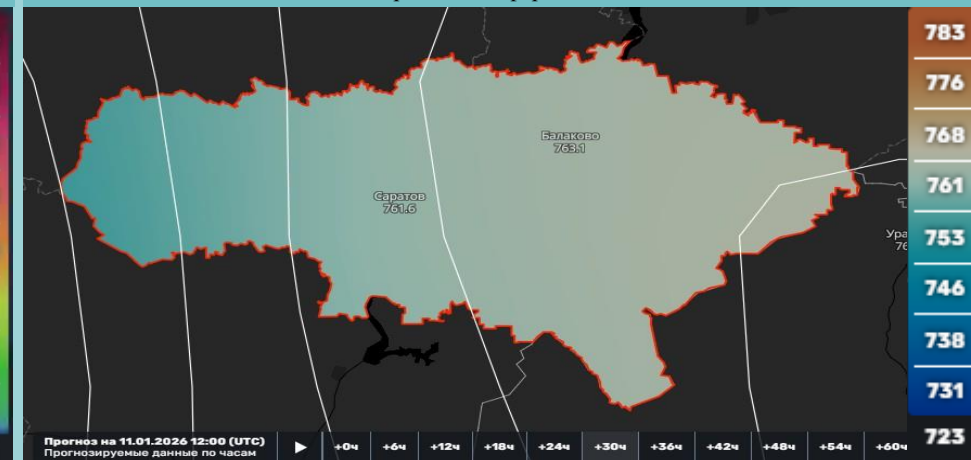 783
776
768
761
753
746
738
731
723
Балаково
763.1
Саратов
761.6
Ура
76
Прогноз на 11.01.2026 12:00 (UTC)
Прогнозируемые данные по часам
+0ч
+6ч
+12ч
+18ч
+24ч
+30ч
+36ч
+42ч
+48ч
+54ч
+60ч